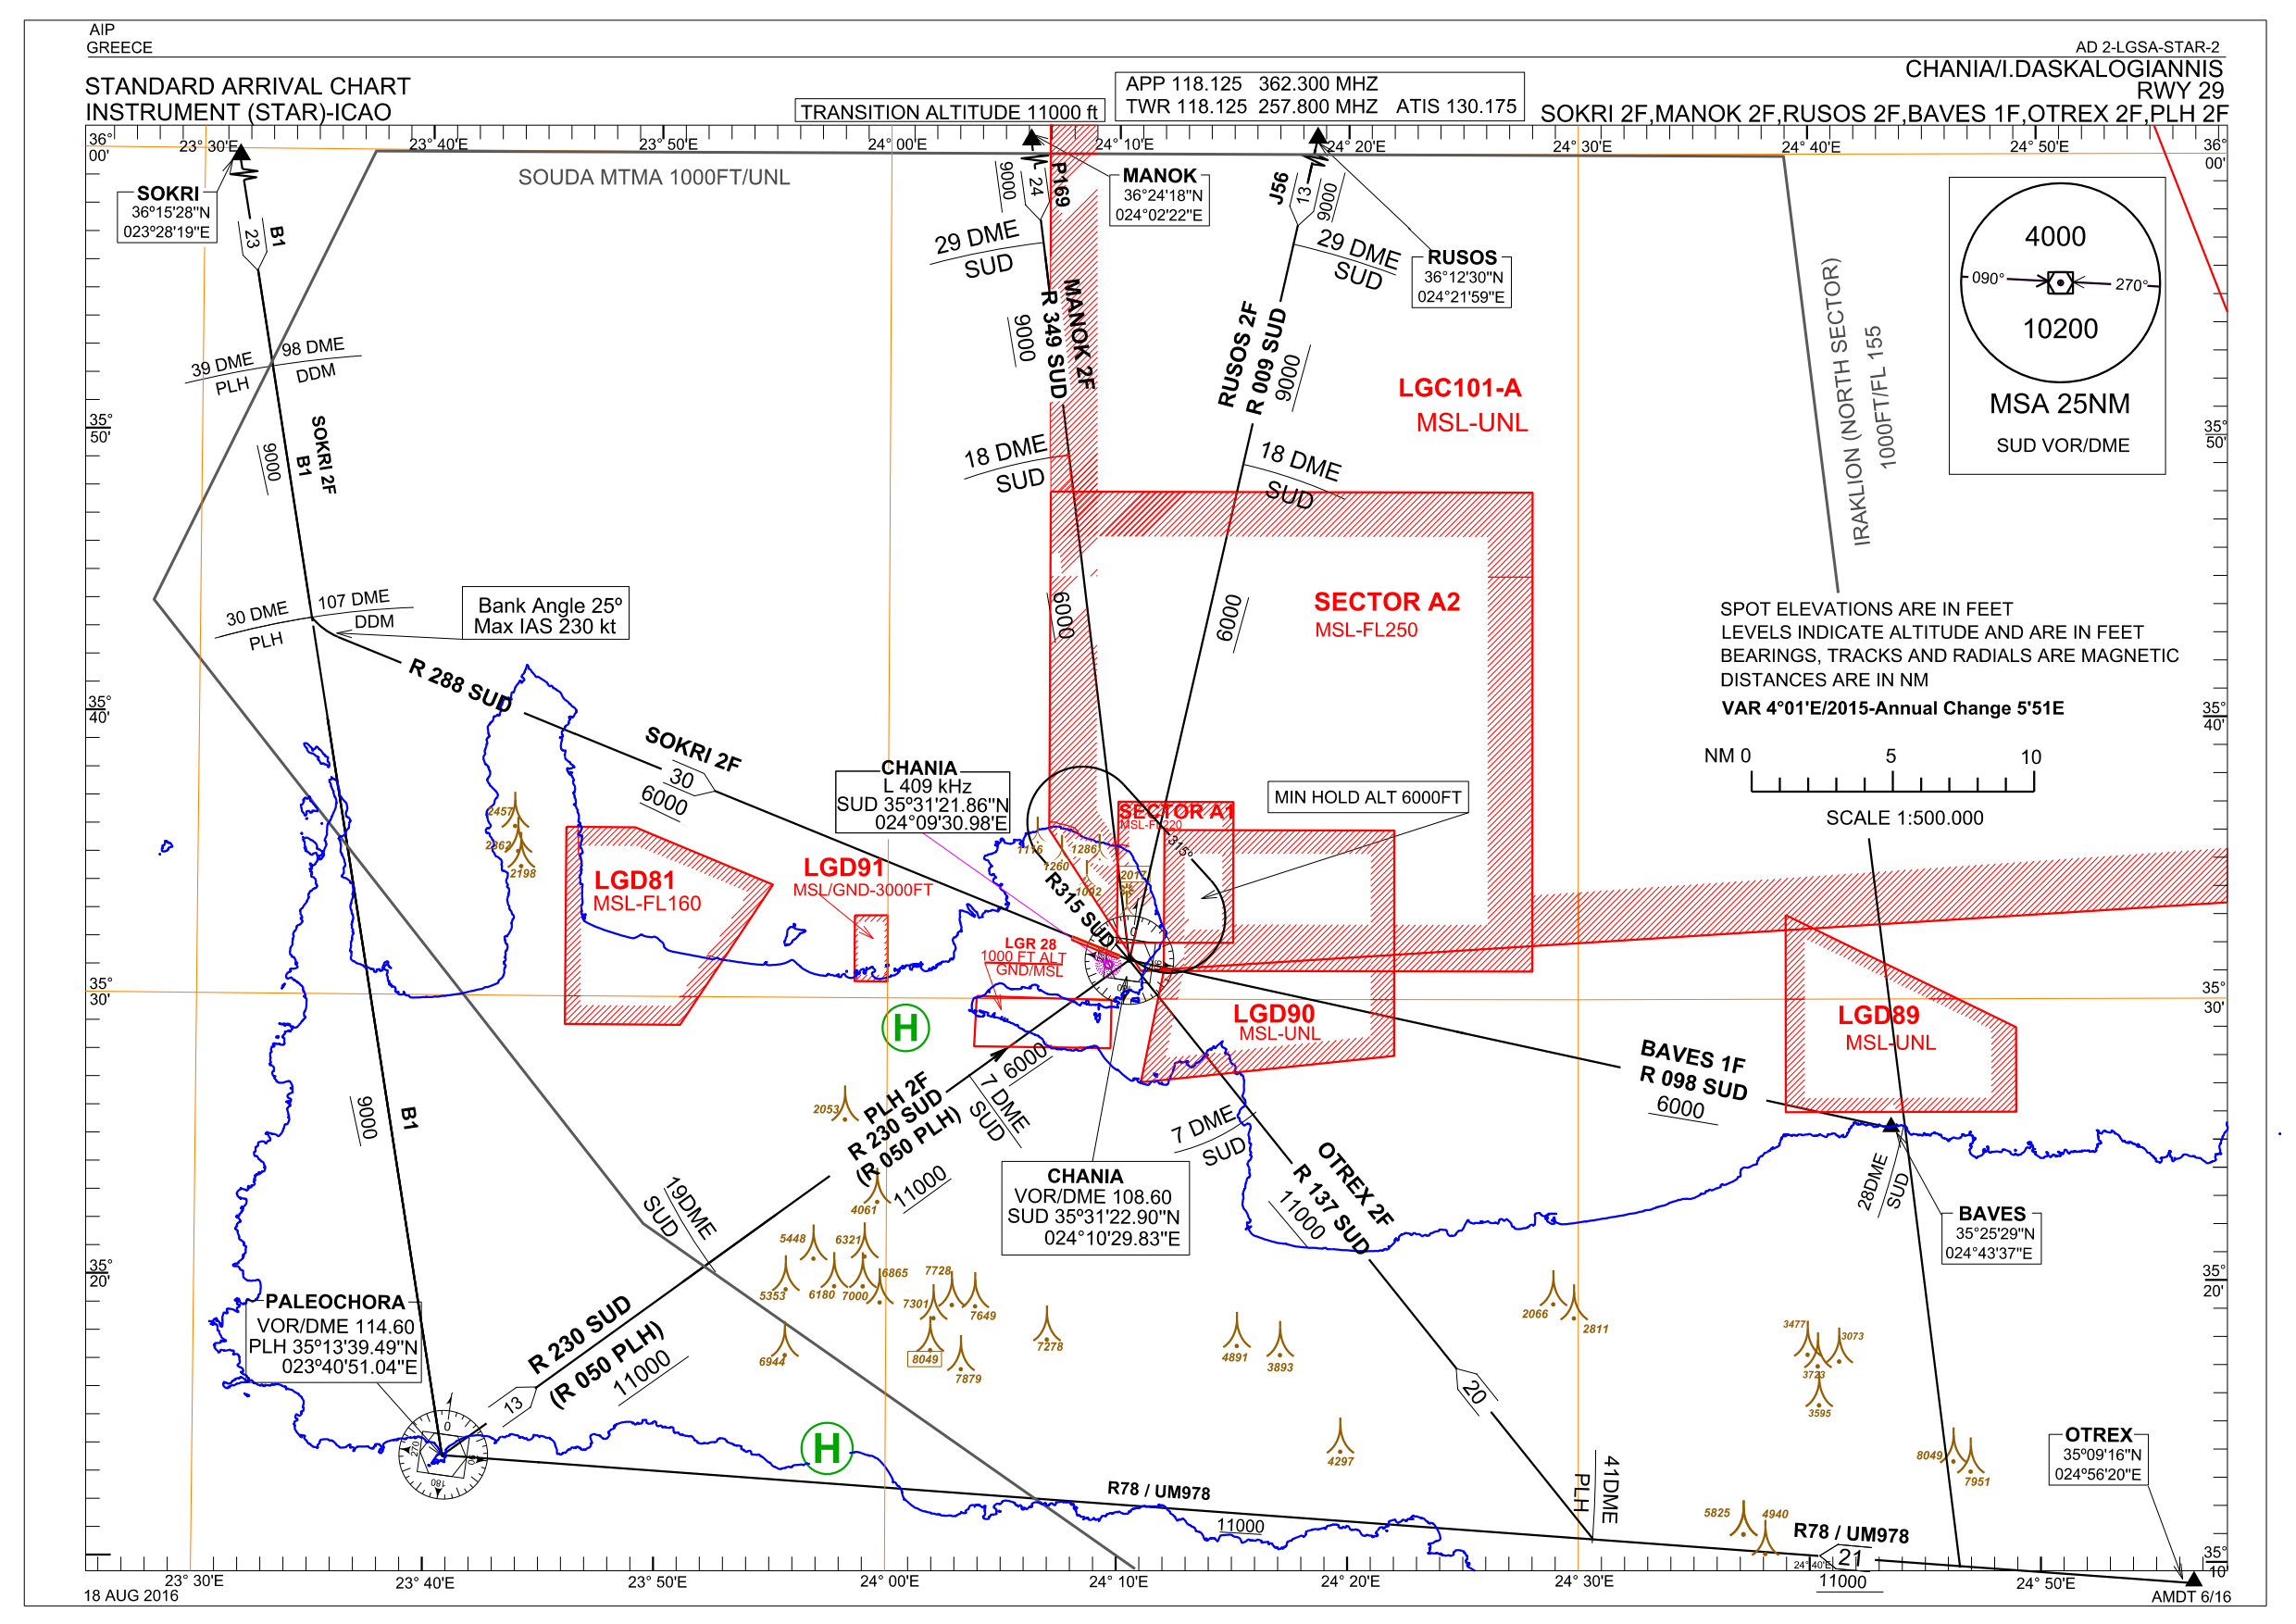 AIP
GREECE
AD 2-LGSA-STAR-2
STANDARD ARRIVAL CHART
INSTRUMENT (STAR)-ICAO
TRANSITION ALTITUDE 11000 ft
APP 118.125 362.300 MHZ
TWR 118.125 257.800 MHZ ATIS 130.175
CHANIA/I.DASKALOGIANNIS
RWY 29
SOKRI 2F,MANOK 2F,RUSOS 2F,BAVES 1F,OTREX 2F,PLH 2F
36°
00'
23° 30'E
23° 40'E
23° 50'E
24° 00'E
24° 10'E
24° 20'E
24° 30'E
24° 40'E
24° 50'E
36°
00'
SOUDA MTMA 1000FT/UNL
SOKRI
36º15'28"N
023º28'19"E
23
B1
9000
24
P169
MANOK
36°24'18"N
024°02'22"E
J56
13
9000
29 DME
SUD
29 DME
SUD
RUSOS
36°12'30"N
024°21'59"E
4000
090°
270°
10200
MSA 25NM
SUD VOR/DME
IRAKLION (NORTH SECTOR)
1000FT/FL 155
39 DME
PLH
98 DME
DDM
SOKRI 2F
B1
9000
MANOK 2F
R 349 SUD
9000
RUSOS 2F
R 009 SUD
9000
LGC101-A
MSL-UNL
35°
50'
35°
50'
18 DME
SUD
18 DME
SUD
30 DME
PLH
107 DME
DDM
Bank Angle 25º
Max IAS 230 kt
6000
6000
SECTOR A2
MSL-FL250
SPOT ELEVATIONS ARE IN FEET
LEVELS INDICATE ALTITUDE AND ARE IN FEET
BEARINGS, TRACKS AND RADIALS ARE MAGNETIC
DISTANCES ARE IN NM
VAR 4°01'E/2015-Annual Change 5'51E
NM 0
5
10
SCALE 1:500.000
R 288 SUD
35°
40'
35°
40'
SOKRI 2F
30
6000
CHANIA
L 409 kHz
SUD 35°31'21.86"N
024°09'30.98'E
MIN HOLD ALT 6000FT
SECTOR A1
MSL-FL220
2457
2362
2198
1116
1260
1286
1002
2017
315°
R315 SUD
LGD81
MSL-FL160
LGD91
MSL/GND-3000FT
LGR 28
1000 FT ALT
GND/MSL
0
35°
30'
35°
30'
H
LGD90
MSL-UNL
LGD89
MSL-UNL
BAVES 1F
R 098 SUD
6000
9000
B1
2053
PLH 2F
R 230 SUD
(R 050 PLH)
11000
6000
7 DME
SUD
7 DME
SUD
4061
OTREX 2F
R 137 SUD
11000
CHANIA
VOR/DME 108.60
SUD 35°31'22.90"N
024°10'29.83"E
28DME
SUD
BAVES
35°25'29"N
024°43'37"E
19DME
SUD
35°
20'
35°
20'
5448
6321
5353
6180
7000
6865
7728
7301
7649
8049
7879
6944
7278
4891
3893
2066
2811
3477
3073
3723
3595
PALEOCHORA
VOR/DME 114.60
PLH 35°13'39.49"N
023°40'51.04"E
R 230 SUD
(R 050 PLH)
11000
13
0
270
180
90
20
H
4297
8049
7951
5825
4940
OTREX
35°09'16"N
024°56'20"E
41DME
PLH
R78 / UM978
11000
R78 / UM978
21
24° 40'E
11000
35°
10'
23° 30'E
23° 40'E
23° 50'E
24° 00'E
24° 10'E
24° 20'E
24° 30'E
24° 50'E
18 AUG 2016
AMDT 6/16